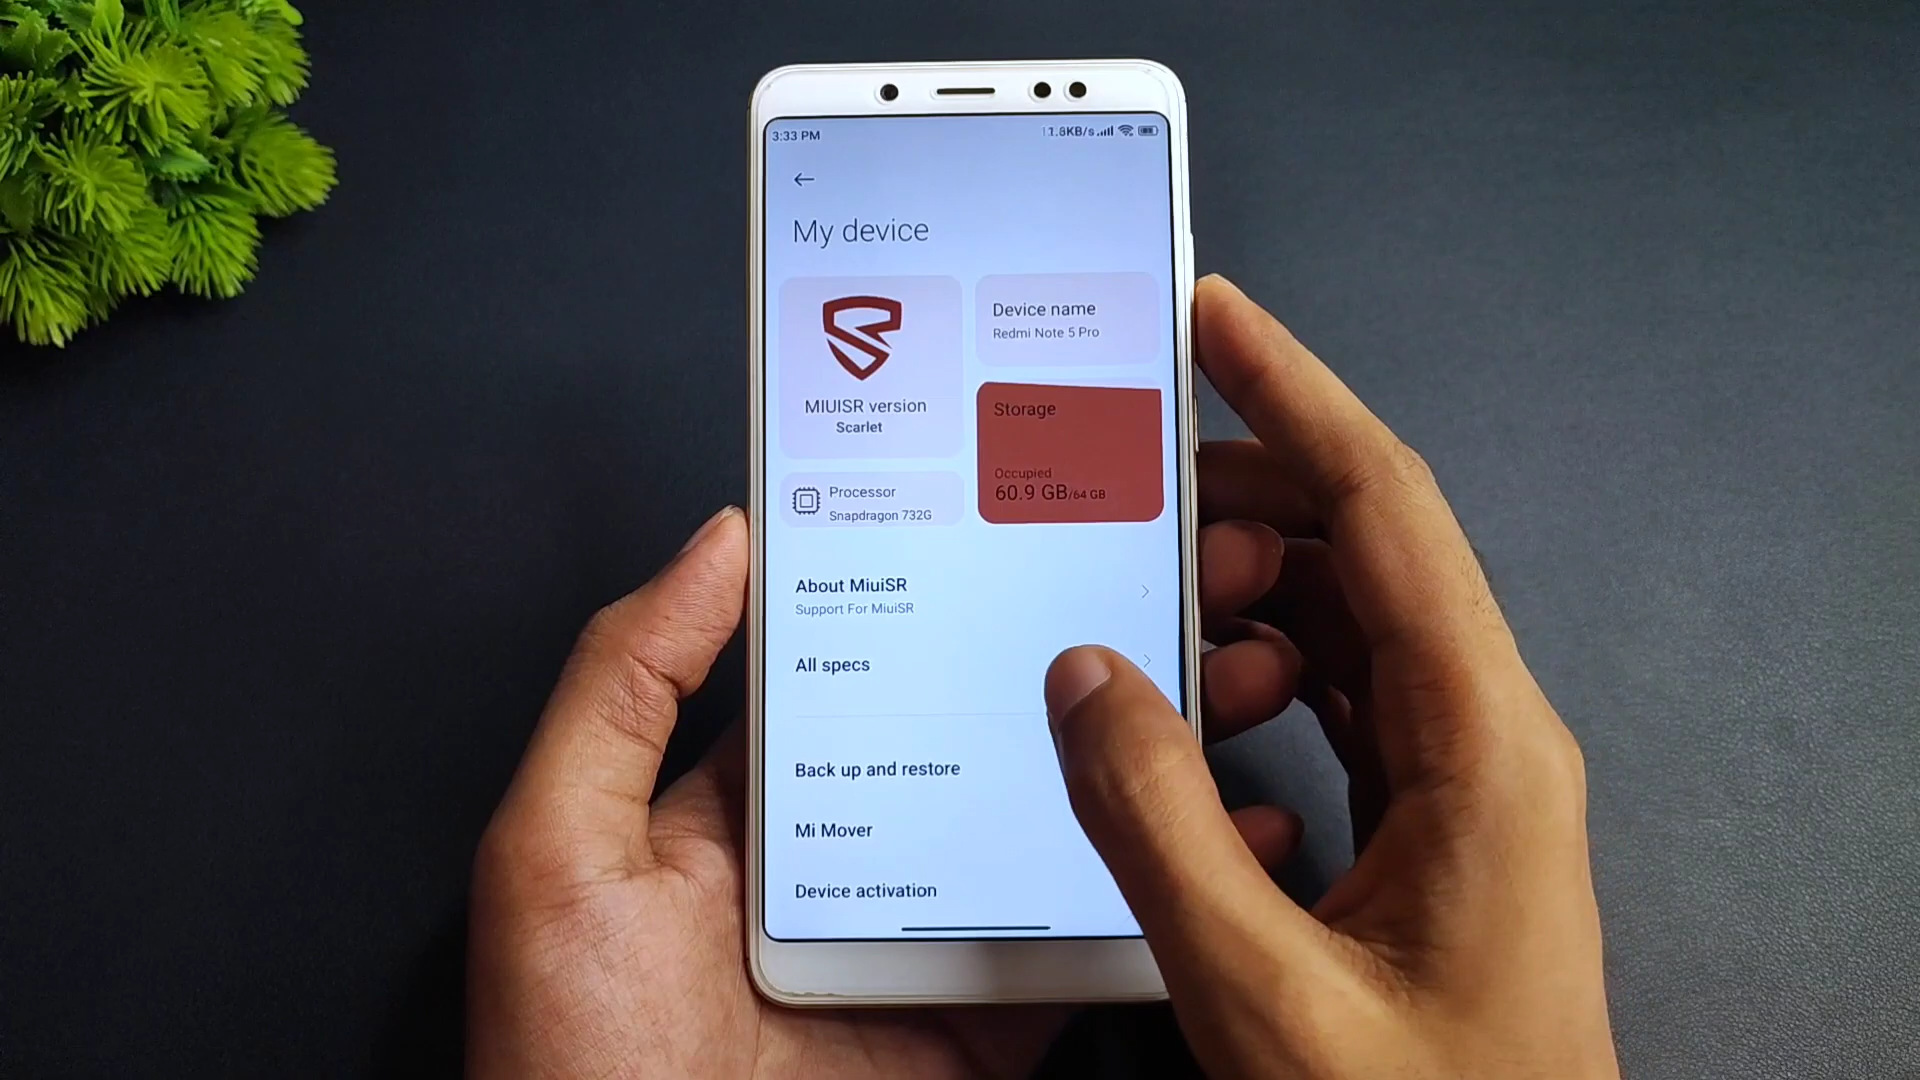 3:33 PM
1.8KB/s
My device
MIUISR version
Scarlet
Device name
Redmi Note 5 Pro
Storage
Occupied
60.9 GB/64 GB
Processor
Snapdragon 732G
About MiuiSR
Support For MiuiSR
All specs
Back up and restore
Mi Mover
Device activation